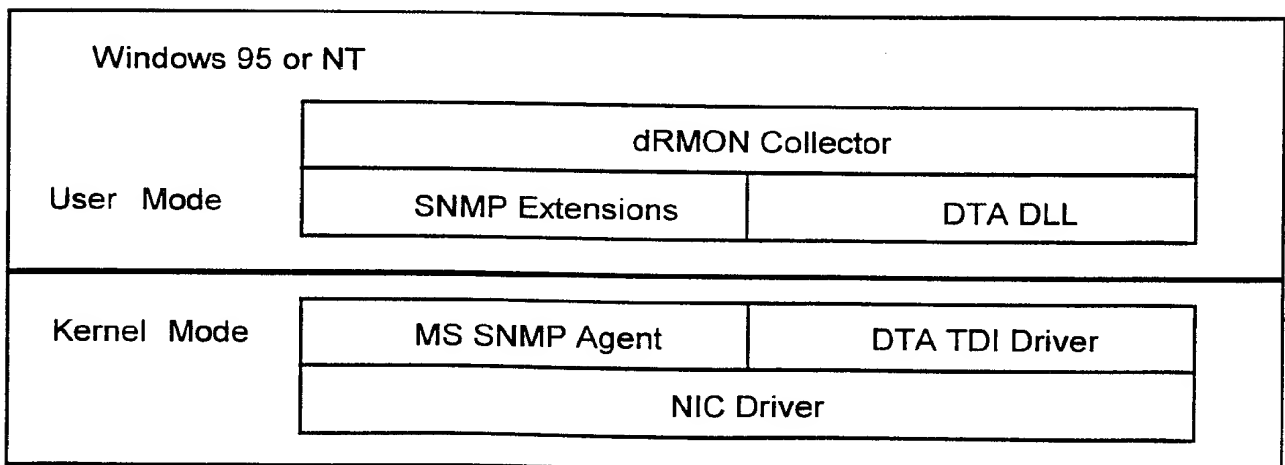 Windows 95 or NT
dRMON Collector
User Mode
SNMP Extensions
DTA DLL
Kernel Mode
MS SNMP Agent
DTA TDI Driver
NIC Driver